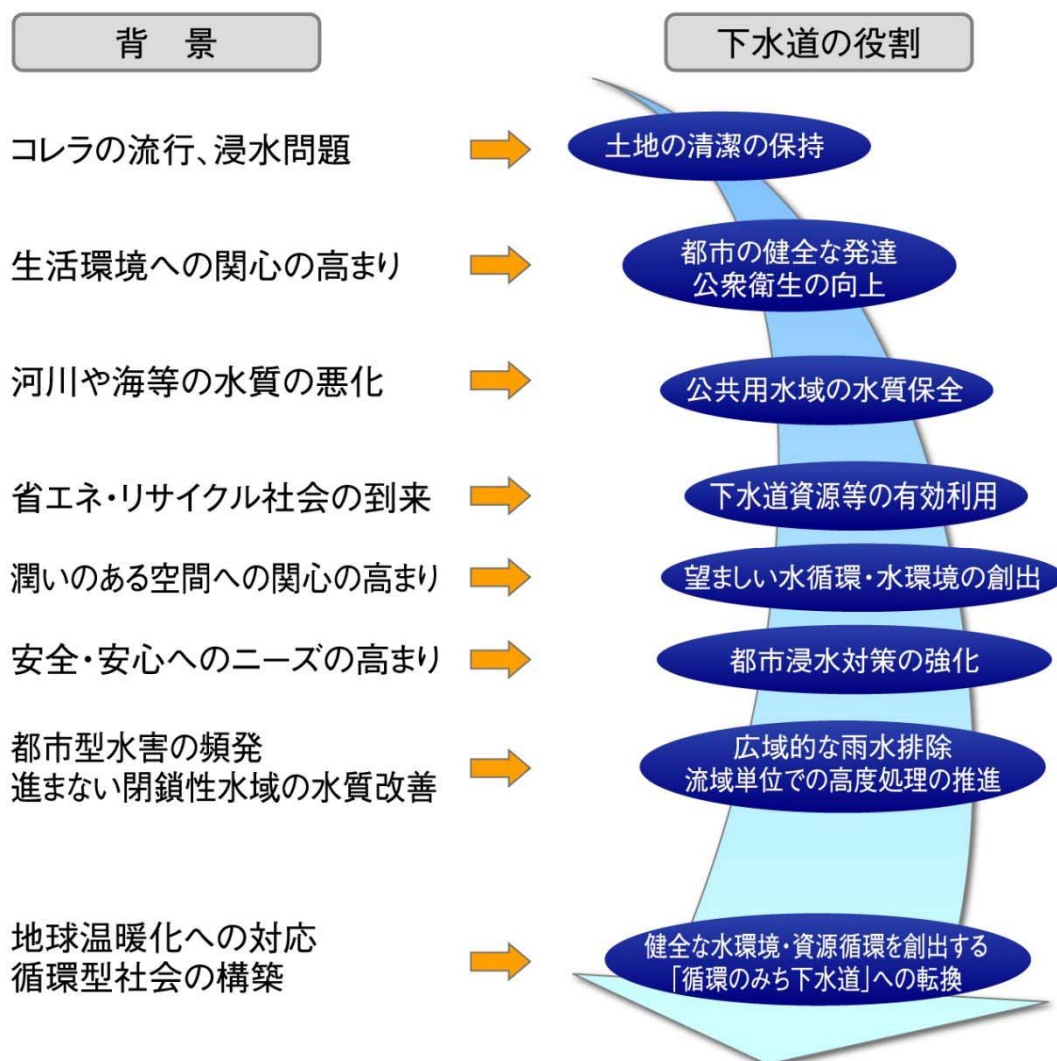 背　景
下水道の役割
コレラの流行、浸水問題
土地の清潔の保持
生活環境への関心の高まり
都市の健全な発達
公衆衛生の向上
河川や海等の水質の悪化
公共用水域の水質保全
省エネ・リサイクル社会の到来
下水道資源等の有効利用
潤いのある空間への関心の高まり
望ましい水循環・水環境の創出
安全・安心へのニーズの高まり
都市浸水対策の強化
都市型水害の頻発
進まない閉鎖性水域の水質改善
広域的な雨水排除
流域単位での高度処理の推進
地球温暖化への対応
循環型社会の構築
健全な水環境・資源循環を創出する
「循環のみち下水道」への転換